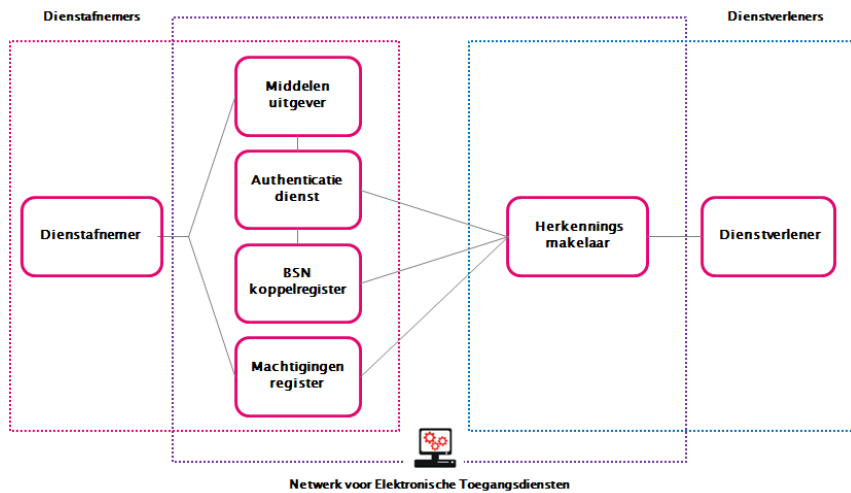 Dienstafnemers
Dienstverleners
Middelen
uitgever
Authenticatie
dienst
Dienstafnemer
Herkennings
makelaar
Dienstverlener
BSN
koppelregister
Machtigingen
register
Netwerk voor Elektronische Toegangsdiensten